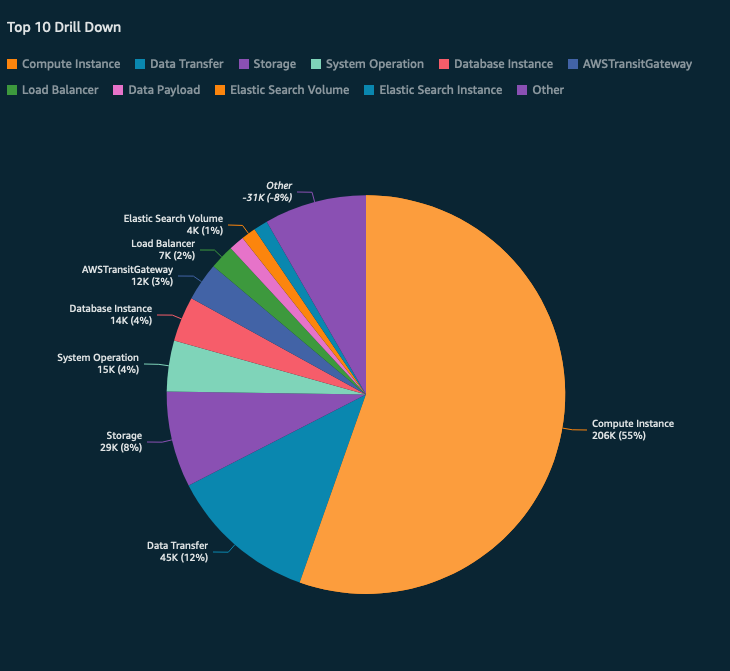 Top 10 Drill Down
Compute Instance Data Transfer Storage System Operation Database Instance AWSTransitGateway
Load Balancer Data Payload Elastic Search Volume Elastic Search Instance Other
Other
-31K (-8%)
Elastic Search Volume
4K (1%)
Load Balancer
7K (2%)
AWSTransitGateway
12K (3%)
Database Instance
14K (4%)
System Operation
15K (4%)
Compute Instance
206K (55%)
Storage
29K (8%)
Data Transfer
45K (12%)